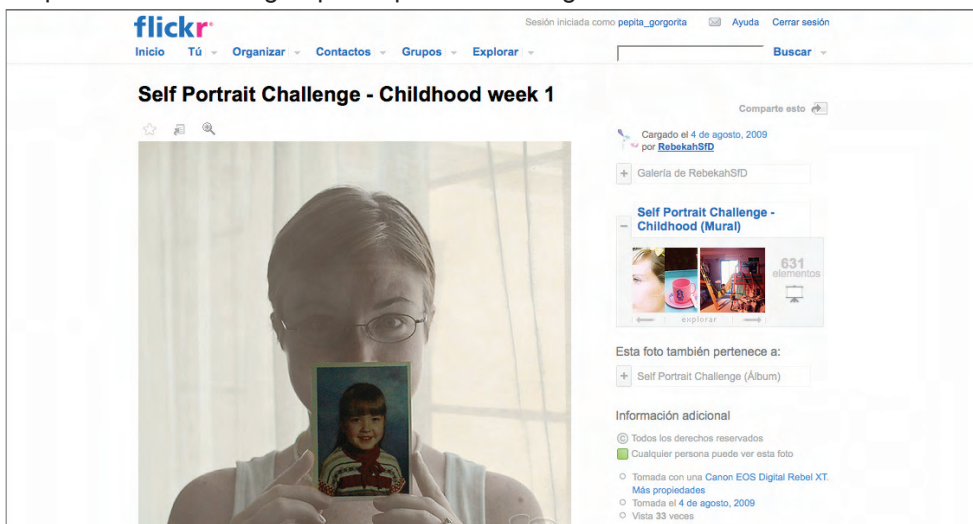 flickr
Sesión iniciada como pepita_gorgorita Ayuda Cerrar sesión
Inicio Tú Organizar Contactos Grupos Explorar Buscar
Self Portrait Challenge - Childhood week 1
Comparte esto
Cargado el 4 de agosto, 2009
por RebekahSfD
+ Galería de RebekahSfD
Self Portrait Challenge -
– Childhood (Mural)
631
elementos
explorar
Esta foto también pertenece a:
+ Self Portrait Challenge (Álbum)
Información adicional
© Todos los derechos reservados
Cualquier persona puede ver esta foto
Tomada con una Canon EOS Digital Rebel XT.
Más propiedades
Tomada el 4 de agosto, 2009
Vista 33 veces